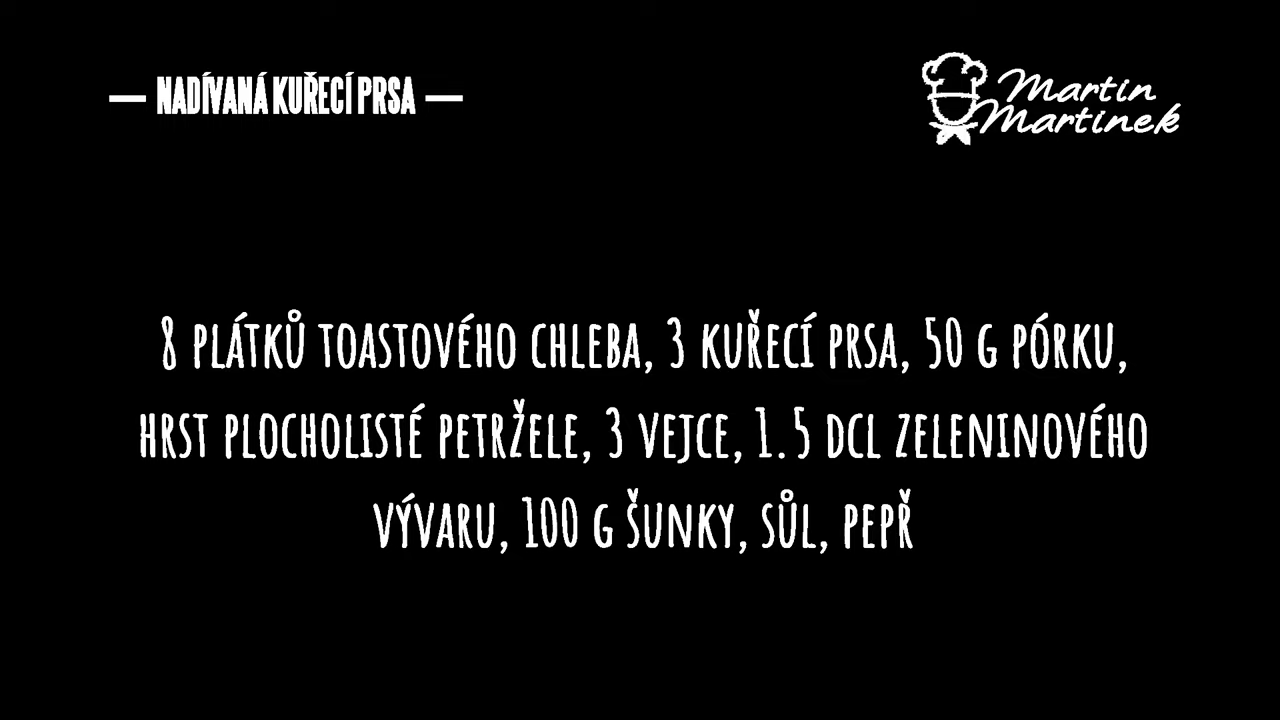 — NADÍVANÁ KUŘECÍ PRSA —
Martin
Martinek
8 PLÁTKŮ TOASTOVÉHO CHLEBA, 3 KUŘECÍ PRSA, 50 G PÓRKU,
HRST PLOCHOLISTÉ PETRŽELE, 3 VEJCE, 1.5 DCL ZELENINOVÉHO
VÝVARU, 100 G ŠUNKY, SŮL, PEPŘ